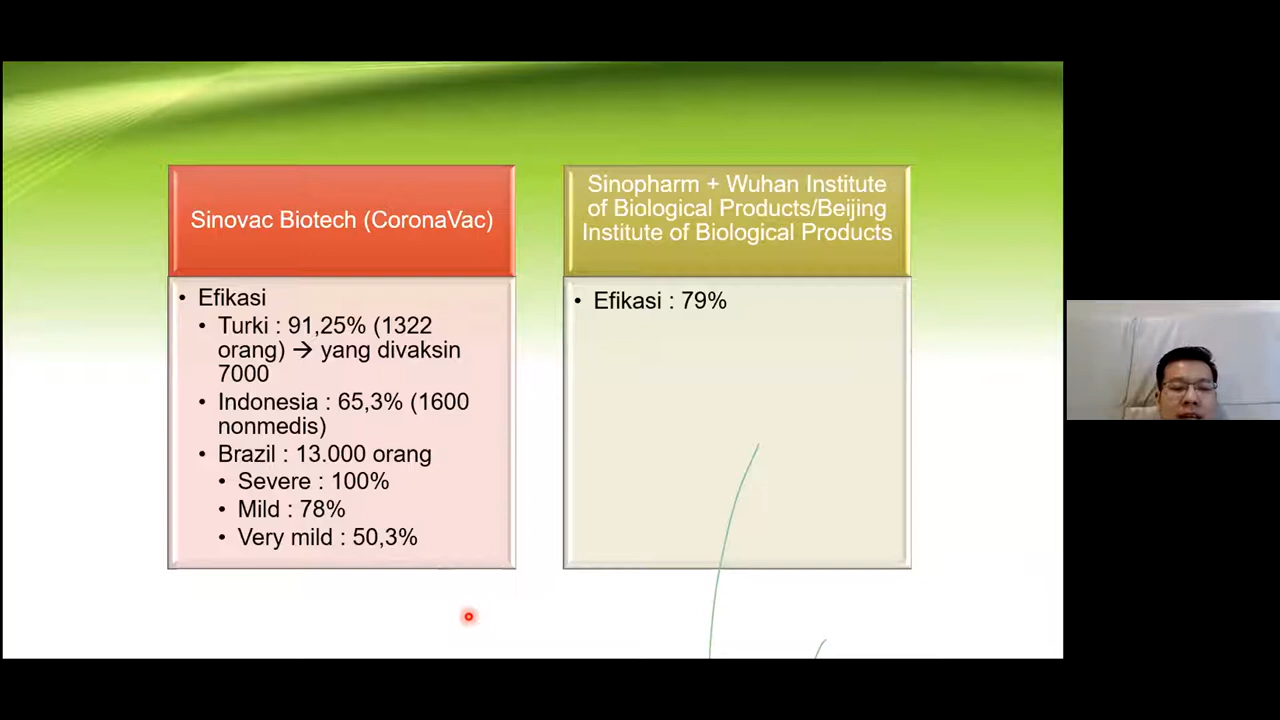 Sinovac Biotech (CoronaVac)
• Efikasi
• Turki : 91,25% (1322
orang) → yang divaksin
7000
• Indonesia : 65,3% (1600
nonmedis)
• Brazil : 13.000 orang
• Severe : 100%
• Mild : 78%
• Very mild : 50,3%
Sinopharm + Wuhan Institute
of Biological Products/Beijing
Institute of Biological Products
• Efikasi : 79%